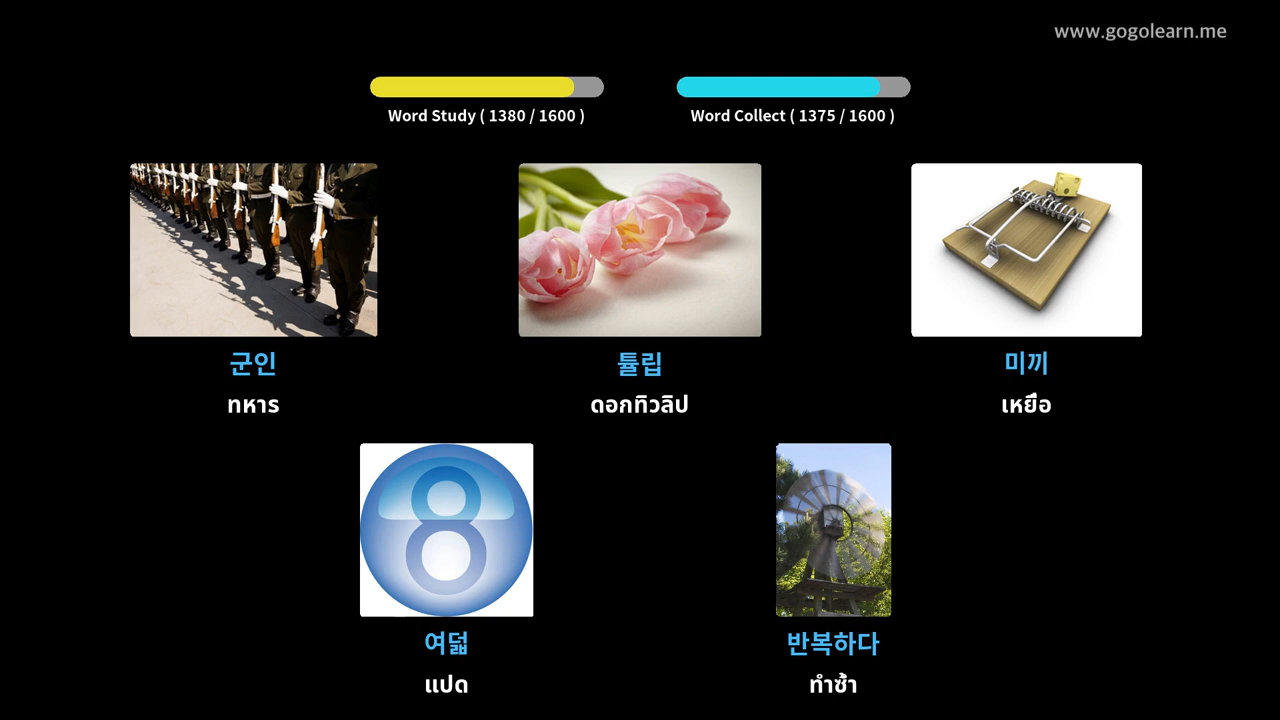 www.gogolearn.me
Word Study ( 1380 / 1600 )
Word Collect ( 1375 / 1600 )
군인
튤립
미끼
ทหาร
ดอกทิวลิป
เหยื่อ
8
여덟
반복하다
แปด
ทำซ้ำ